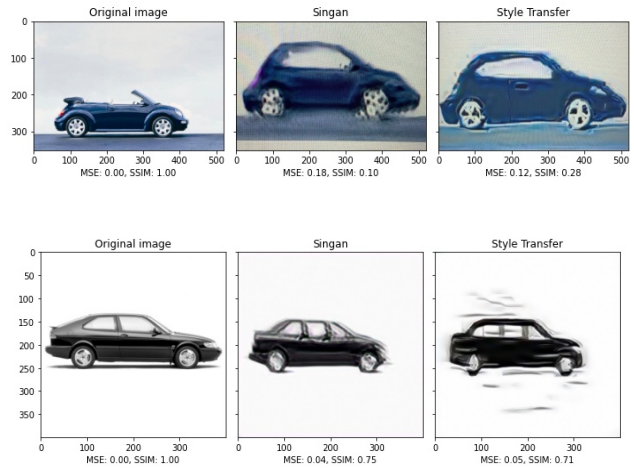 Original image
Singan
Style Transfer
0
100
200
300
0 100 200 300 400 500
0 100 200 300 400 500
0 100 200 300 400 500
MSE: 0.00, SSIM: 1.00
MSE: 0.18, SSIM: 0.10
MSE: 0.12, SSIM: 0.28
Original image
Singan
Style Transfer
0
50
100
150
200
250
300
350
0 100 200 300
0 100 200 300
0 100 200 300
MSE: 0.00, SSIM: 1.00
MSE: 0.04, SSIM: 0.75
MSE: 0.05, SSIM: 0.71